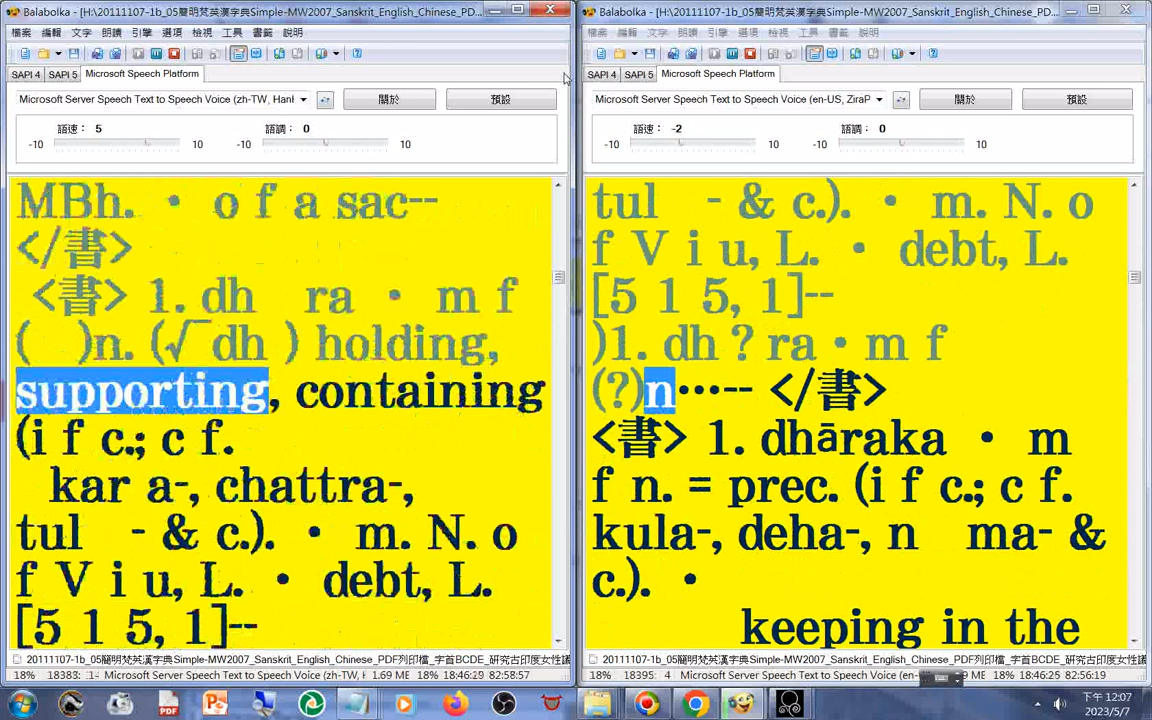 Balabolka - [H:\20111107-1b_05簡明梵英漢字典Simple-MW2007_Sanskrit_English_Chinese_PD...
檔案 編輯 文字 朗讀 引擎 選項 檢視 工具 書籤 說明
SAPI 4 SAPI 5 Microsoft Speech Platform
Microsoft Server Speech Text to Speech Voice (zh-TW, HanH
關於
預設
語速: 5 語調: 0
-10 10 -10 10
MBh. • o f a sac--
</書>
<書> 1. dh ra • m f
( )n. (√ dh ) holding,
supporting, containing
(i f c.; c f.
kar a-, chattra-,
tul - & c.). • m. N. o
f V i u, L. • debt, L.
[5 1 5, 1]--
20111107-1b_05簡明梵英漢字典Simple-MW2007_Sanskrit_English_Chinese_PDF列印檔_字首BCDE_研究古印度女性議
18% 18383: Microsoft Server Speech Text to Speech Voice (zh-TW, H 1.69 MB 18% 18:46:29 82:58:57
Balabolka - [H:\20111107-1b_05簡明梵英漢字典Simple-MW2007_Sanskrit_English_Chinese_PD...
檔案 編輯 文字 朗讀 引擎 選項 檢視 工具 書籤 說明
SAPI 4 SAPI 5 Microsoft Speech Platform
Microsoft Server Speech Text to Speech Voice (en-US, ZiraP
關於
預設
語速: -2 語調: 0
-10 10 -10 10
tul - & c.). • m. N. o
f V i u, L. • debt, L.
[5 1 5, 1]--
)1. dh ? ra • m f
(?)n…-- </書>
<書> 1. dhāraka • m
f n. = prec. (i f c.; c f.
kula-, deha-, n ma- &
c.). •
keeping in the
20111107-1b_05簡明梵英漢字典Simple-MW2007_Sanskrit_English_Chinese_PDF列印檔_字首BCDE_研究古印度女性議
18% 18395: 4 Microsoft Server Speech Text to Speech Voice (en-U 18% 18:46:25 82:56:19
下午 12:07
2023/5/7